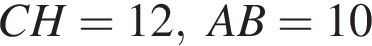 CH = 12, AB = 10